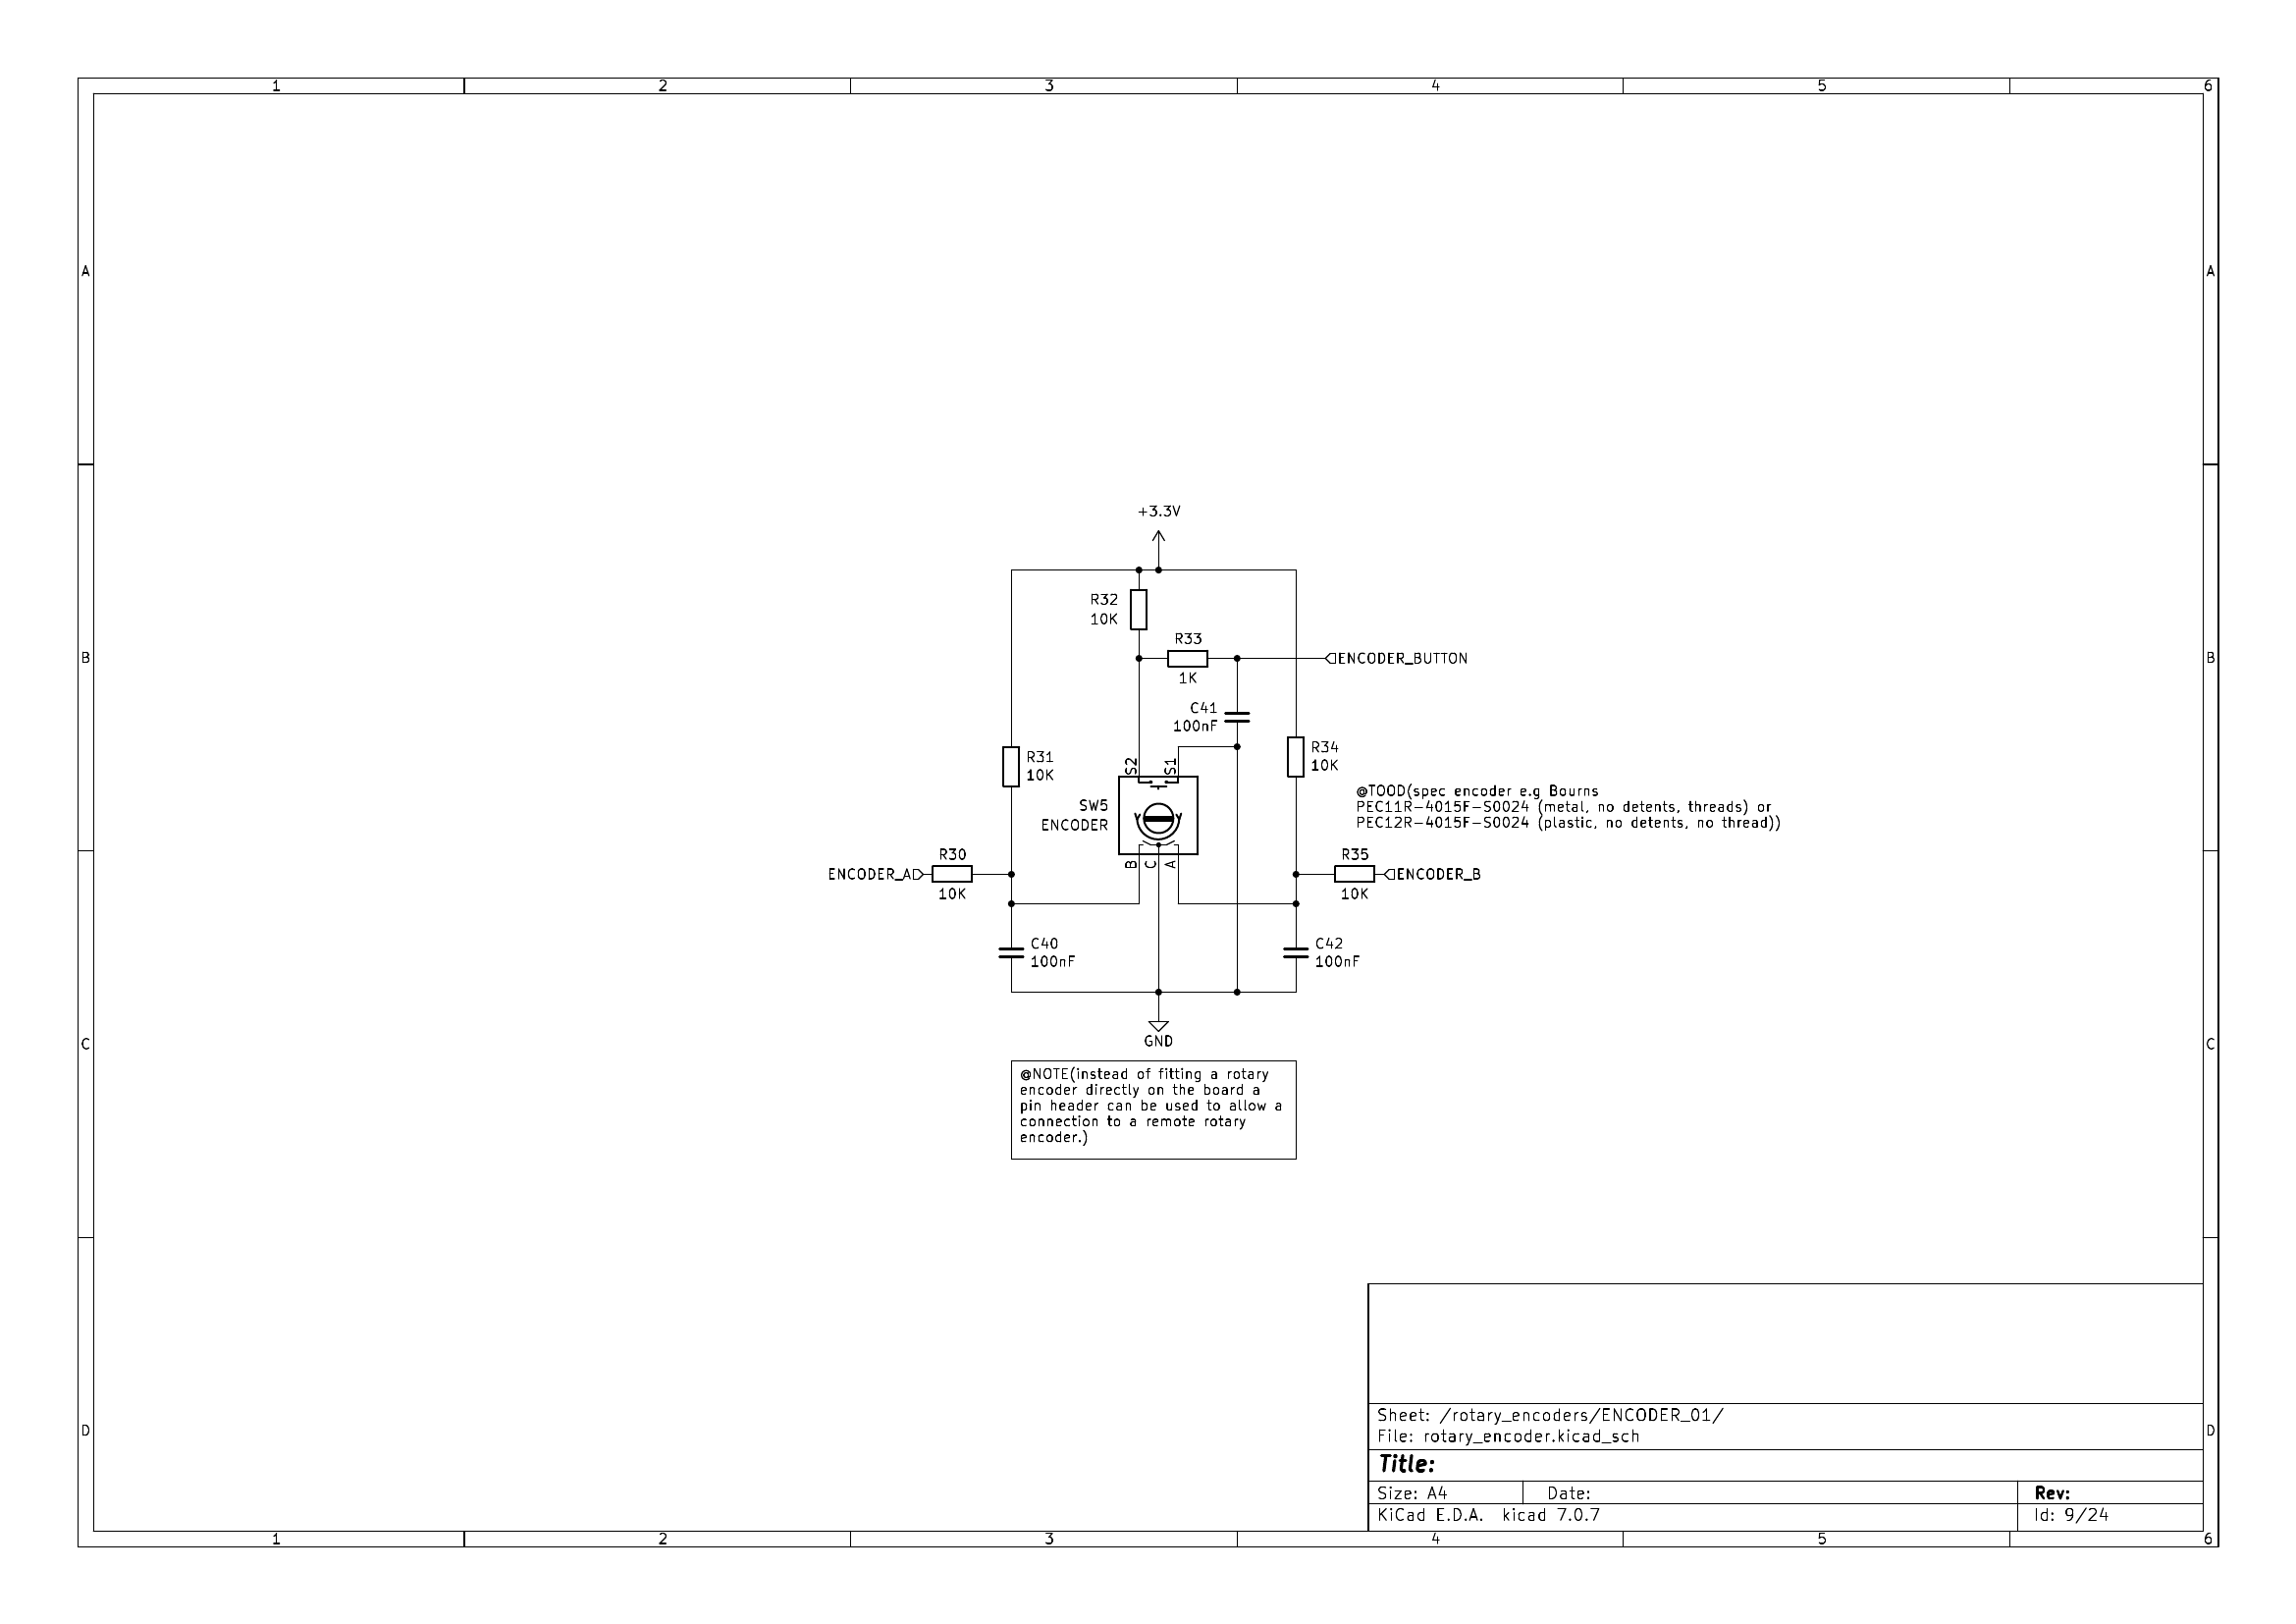 1 2 3 4 5 6
A A
+3.3V
R32
10K
R33
1K
B B
ENCODER_BUTTON
C41
100nF
R31
10K
S2 S1
R34
10K
SW5
ENCODER
@TOOD(spec encoder e.g Bourns
PEC11R-4015F-S0024 (metal, no detents, threads) or
PEC12R-4015F-S0024 (plastic, no detents, no thread))
B C A
R30
ENCODER_A
10K
R35
ENCODER_B
10K
C40
100nF
C42
100nF
GND
C C
@NOTE(instead of fitting a rotary
encoder directly on the board a
pin header can be used to allow a
connection to a remote rotary
encoder.)
Sheet: /rotary_encoders/ENCODER_01/
File: rotary_encoder.kicad_sch
D D
Title:
Size: A4 Date: Rev:
KiCad E.D.A. kicad 7.0.7 Id: 9/24
1 2 3 4 5 6